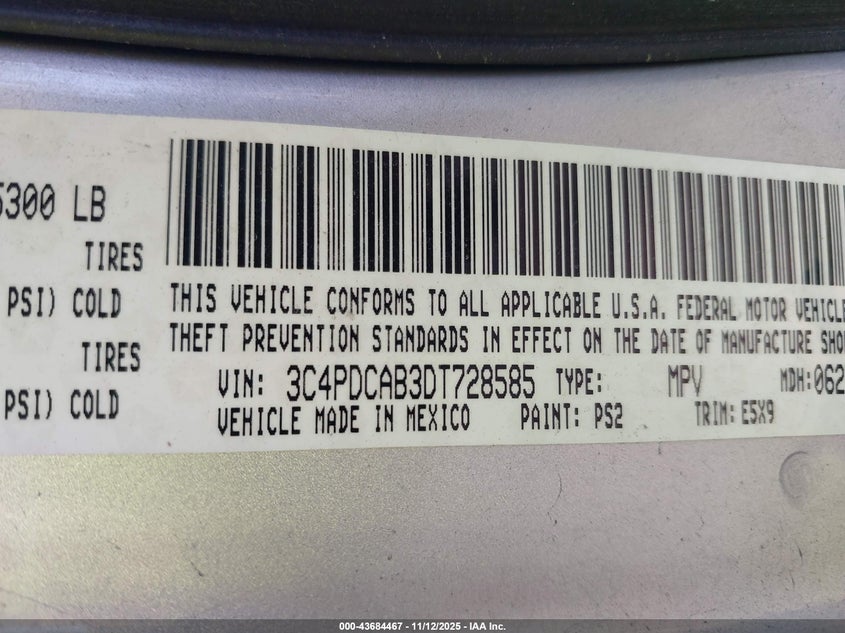 5300 LB
TIRES
PSI) COLD
TIRES
PSI) COLD
THIS VEHICLE CONFORMS TO ALL APPLICABLE U.S.A. FEDERAL MOTOR VEHICLE
THEFT PREVENTION STANDARDS IN EFFECT ON THE DATE OF MANUFACTURE SHO
VIN: 3C4PDCAB3DT728585 TYPE: MPV MDH:062
VEHICLE MADE IN MEXICO PAINT: PS2 TRIM: E5X9
000-43684467 - 11/12/2025 - IAA Inc.